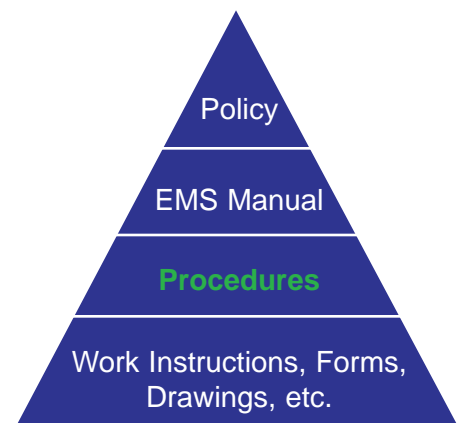 Policy
EMS Manual
Procedures
Work Instructions, Forms,
Drawings, etc.